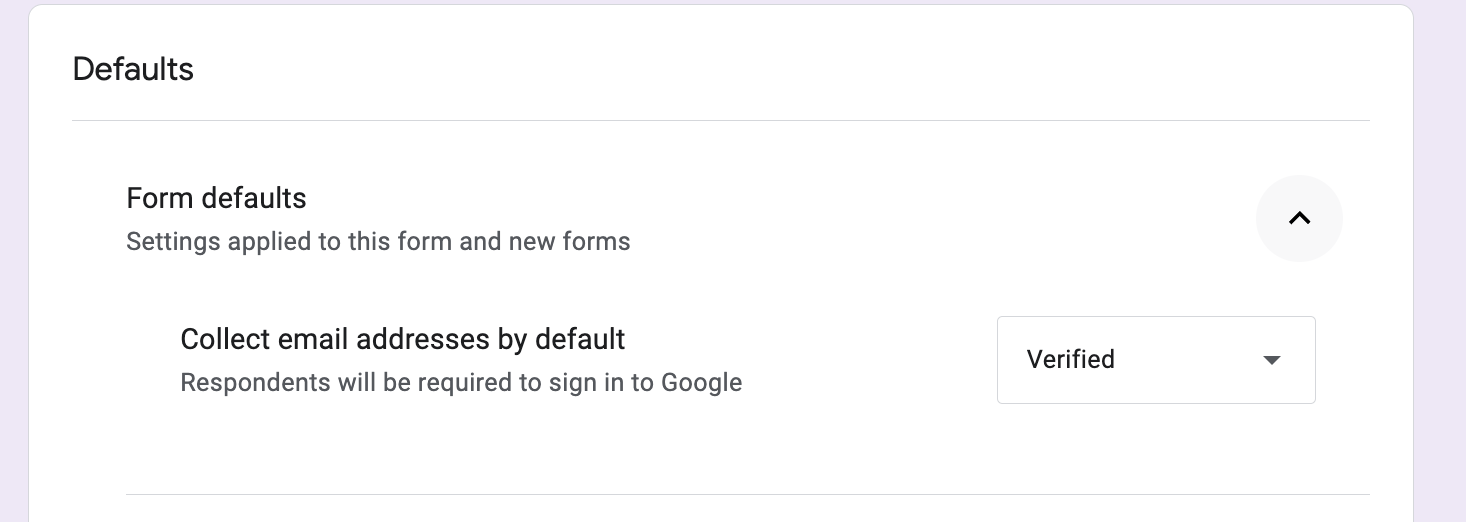 Defaults
Form defaults
Settings applied to this form and new forms
Collect email addresses by default
Verified
Respondents will be required to sign in to Google